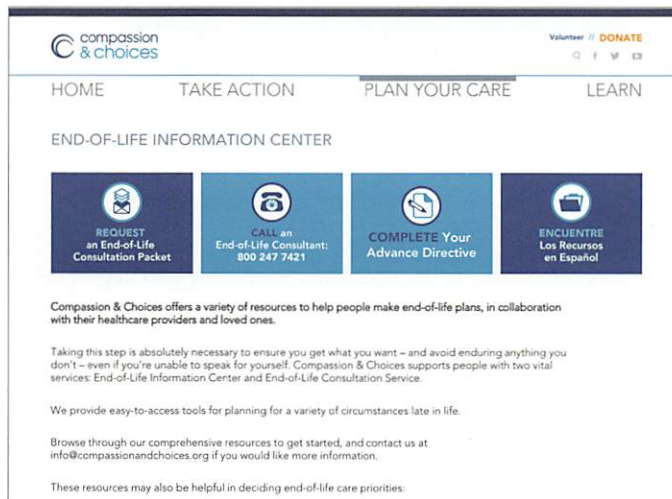 compassion
& choices
Volunteer // DONATE
HOME TAKE ACTION PLAN YOUR CARE LEARN
END-OF-LIFE INFORMATION CENTER
REQUEST
an End-of-Life
Consultation Packet
CALL an
End-of-Life Consultant:
800 247 7421
COMPLETE Your
Advance Directive
ENCUENTRE
Los Recursos
en Español
Compassion & Choices offers a variety of resources to help people make end-of-life plans, in collaboration
with their healthcare providers and loved ones.
Taking this step is absolutely necessary to ensure you get what you want – and avoid enduring anything you
don't – even if you're unable to speak for yourself. Compassion & Choices supports people with two vital
services: End-of-Life Information Center and End-of-Life Consultation Service.
We provide easy-to-access tools for planning for a variety of circumstances late in life.
Browse through our comprehensive resources to get started, and contact us at
info@compassionandchoices.org if you would like more information.
These resources may also be helpful in deciding end-of-life care priorities: